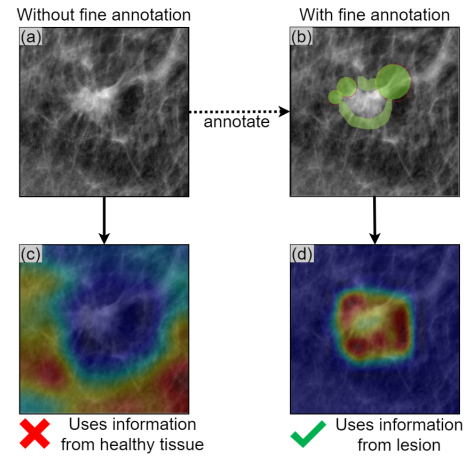 Without fine annotation
With fine annotation
(a)
(b)
annotate
(c)
(d)
Uses information
from healthy tissue
Uses information
from lesion